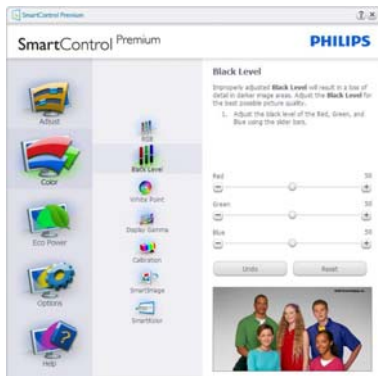 SmartControl Premium
SmartControl Premium
PHILIPS
Adjust
Color
Eco Power
Options
Help
RGB
Black Level
White Point
Display Gamma
Calibration
SmartImage
SmartKolor
Black Level
Improperly adjusted Black Level will result in a loss of
detail in darker image areas. Adjust the Black Level for
the best possible picture quality.
1. Adjust the black level of the Red, Green, and
Blue using the slider bars.
Red 50
Green 50
Blue 50
Undo Reset